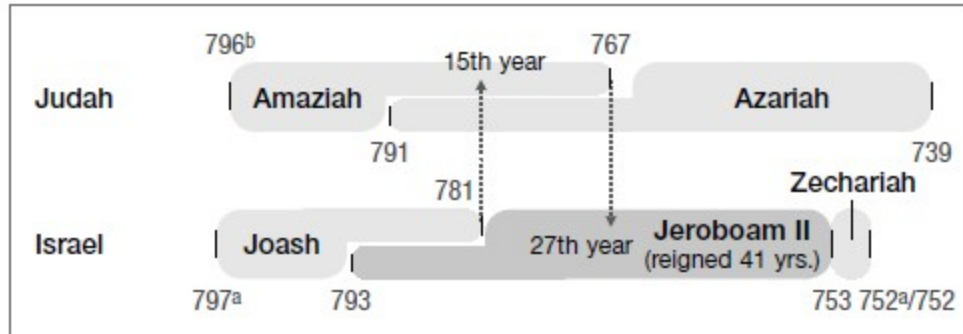 796b 767
15th year
Judah Amaziah Azariah
791 739
781 Zechariah
Israel Joash 27th year Jeroboam II
(reigned 41 yrs.)
797a 793 753 752a/752